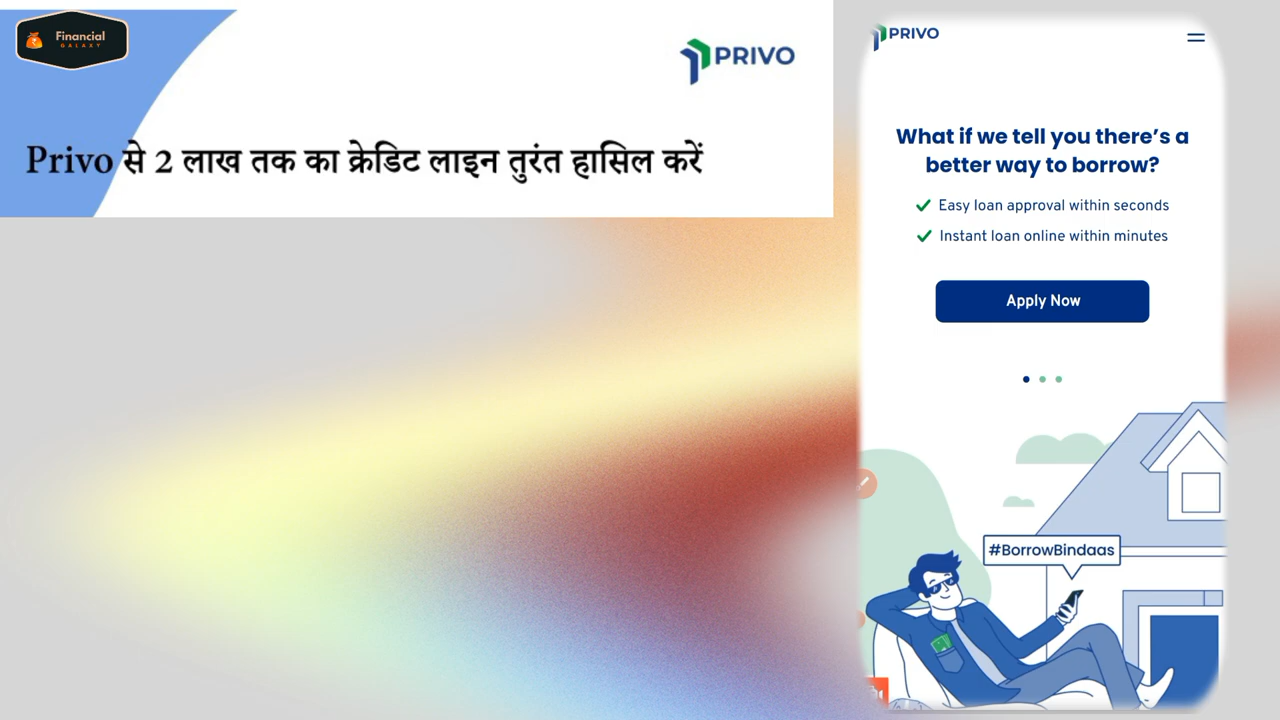 Financial
GALAXY
PRIVO
Privo से 2 लाख तक का क्रेडिट लाइन तुरंत हासिल करें
PRIVO
What if we tell you there's a
better way to borrow?
Easy loan approval within seconds
Instant loan online within minutes
Apply Now
#BorrowBindaas